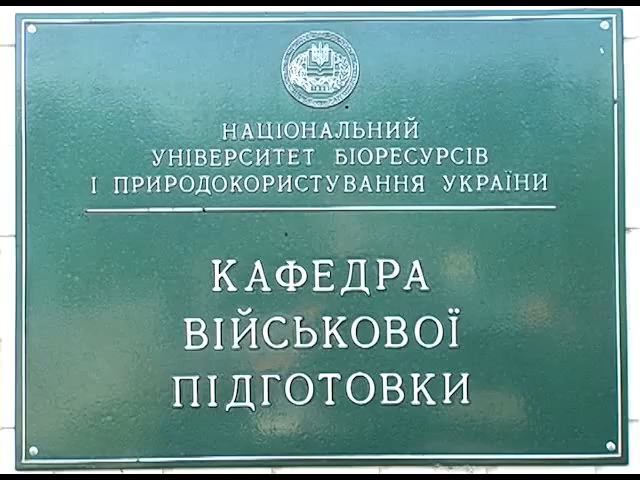 НАЦІОНАЛЬНИЙ
УНІВЕРСИТЕТ БІОРЕСУРСІВ
І ПРИРОДОКОРИСТУВАННЯ УКРАЇНИ
КАФЕДРА
ВІЙСЬКОВОЇ
ПІДГОТОВКИ